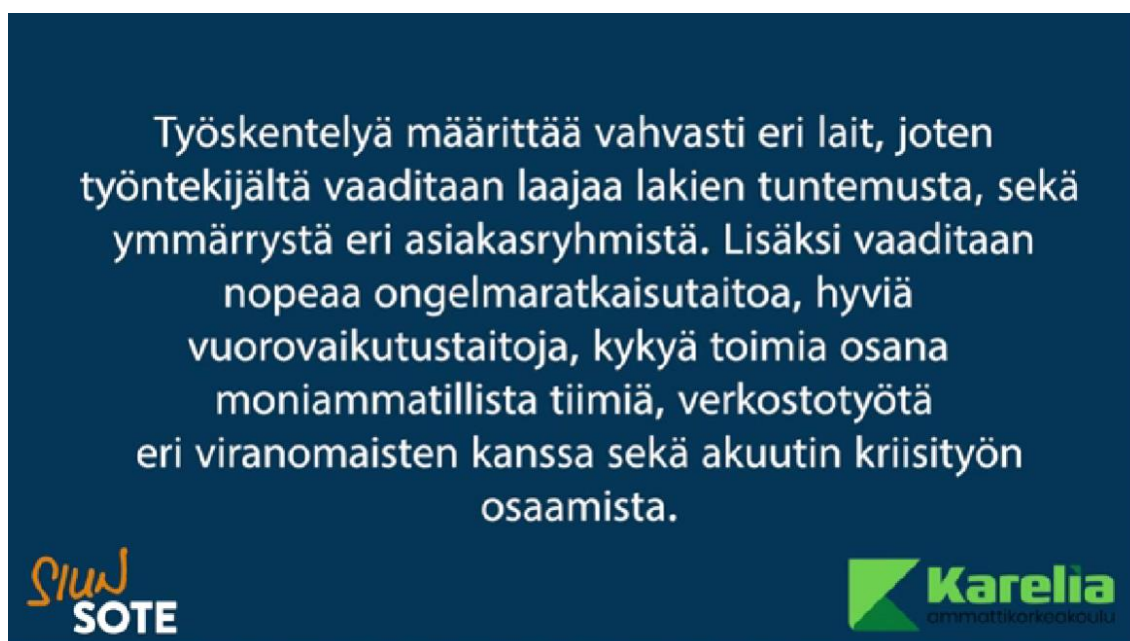 Työskentelyä määrittää vahvasti eri lait, joten
työntekijältä vaaditaan laajaa lakien tuntemusta, sekä
ymmärrystä eri asiakasryhmistä. Lisäksi vaaditaan
nopeaa ongelmaratkaisutaitoa, hyviä
vuorovaikutustaitoja, kykyä toimia osana
moniammatillista tiimiä, verkostotyötä
eri viranomaisten kanssa sekä akuutin kriisityön
osaamista.
SIUN
SOTE
Karelia
ammattikorkeakoulu